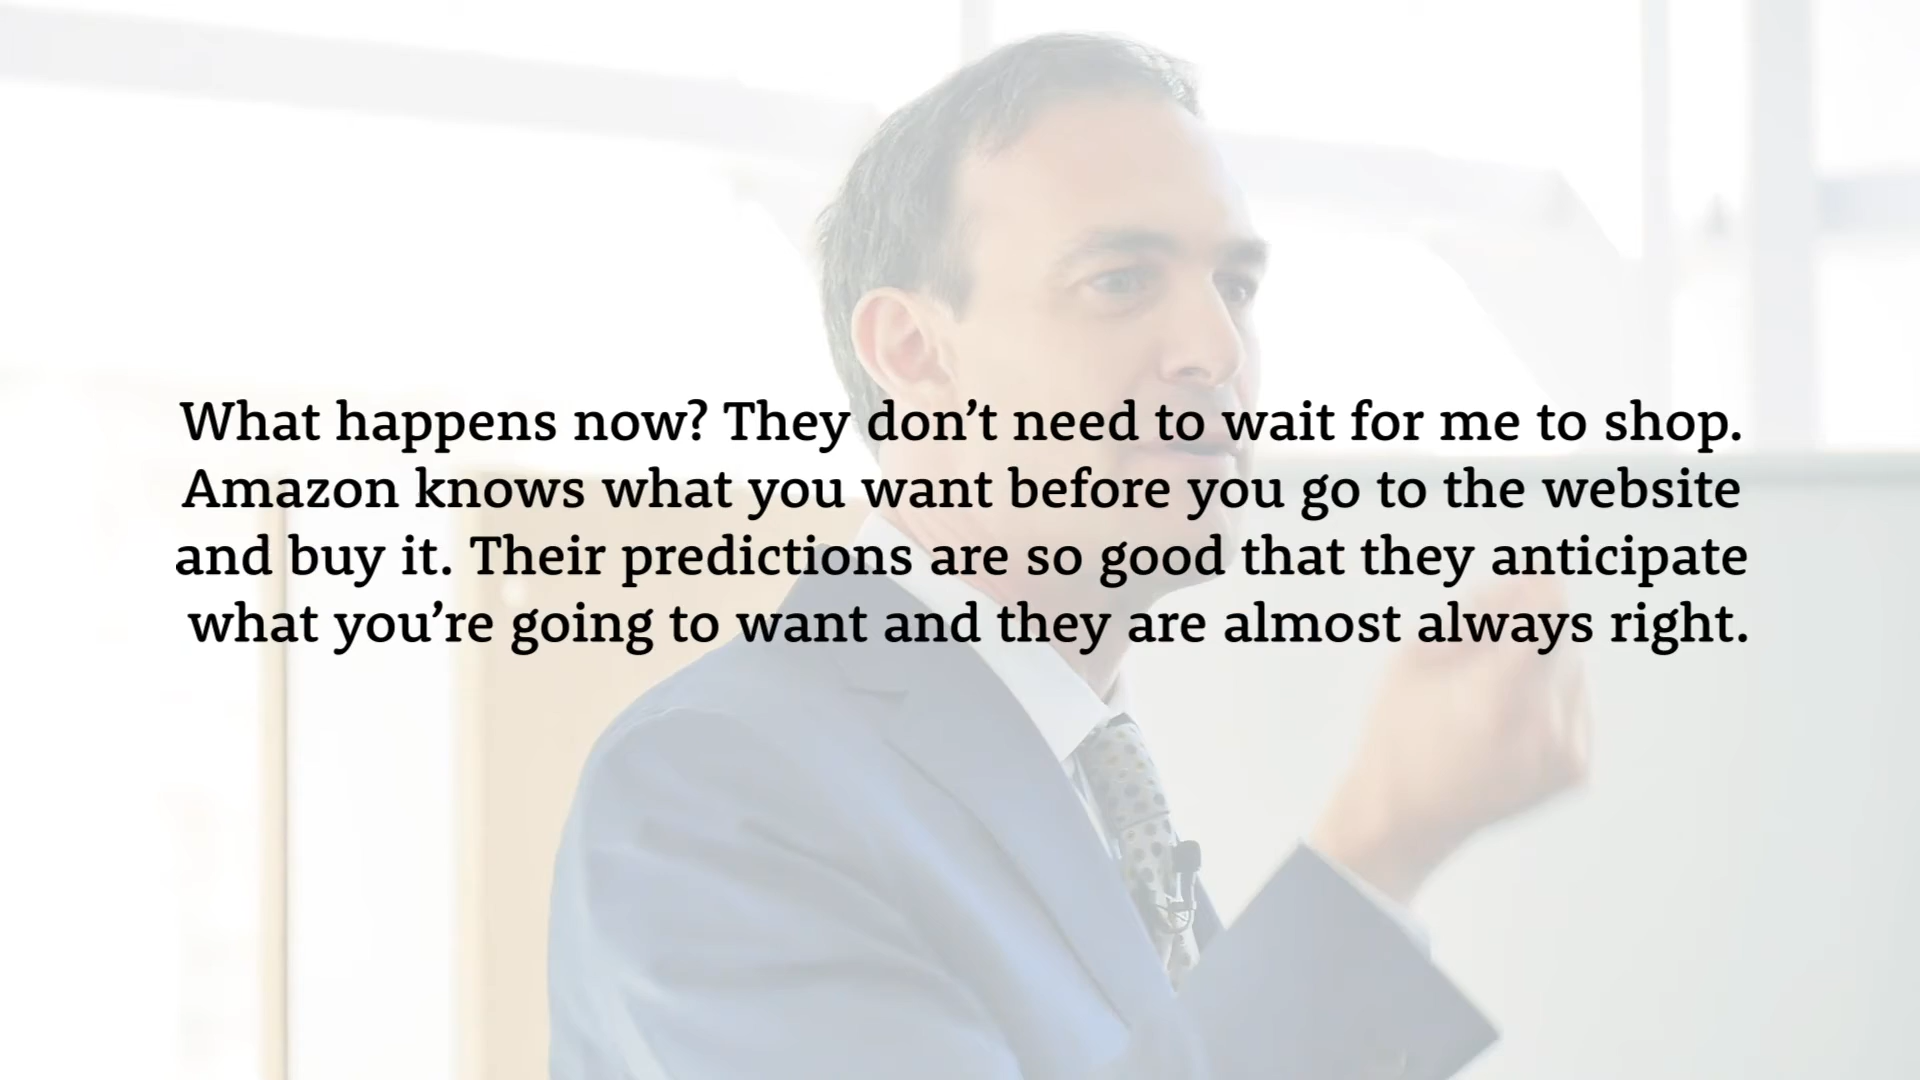 What happens now? They don’t need to wait for me to shop.
Amazon knows what you want before you go to the website
and buy it. Their predictions are so good that they anticipate
what you’re going to want and they are almost always right.